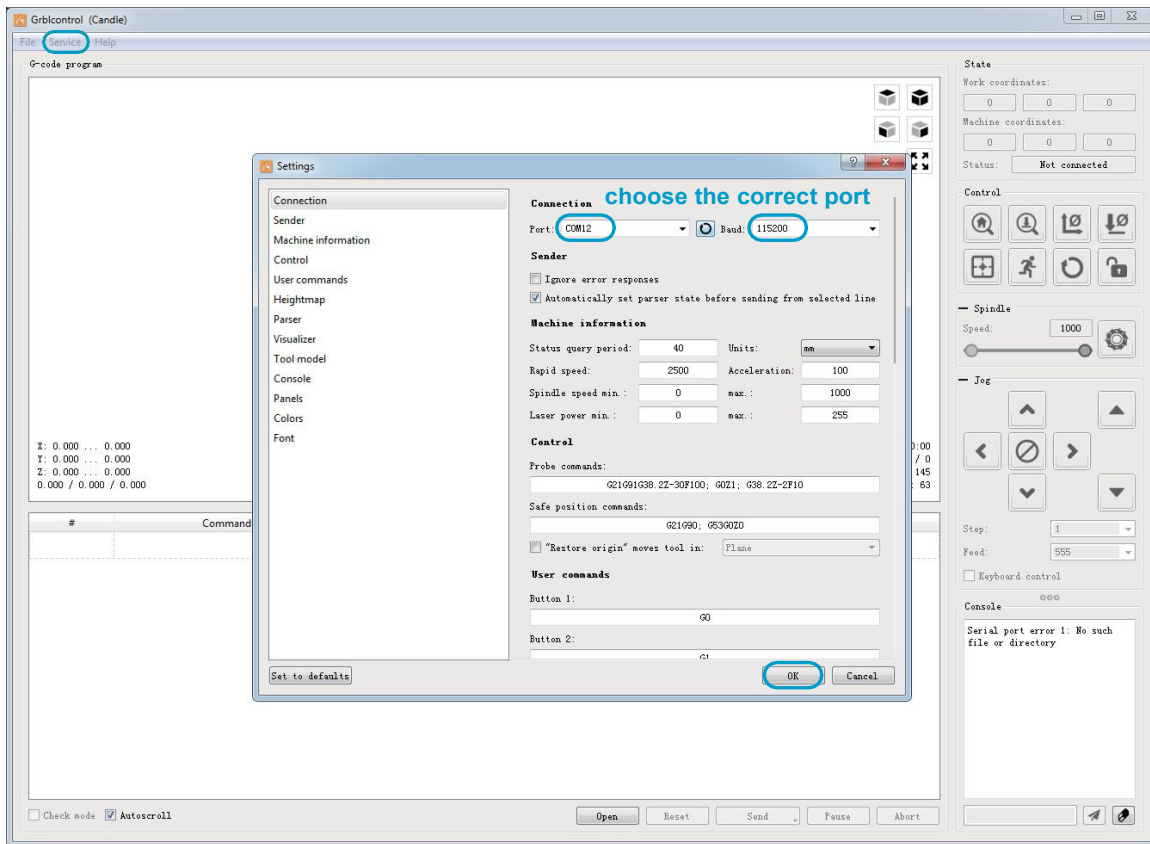 Grblcontrol (Candle)
File Service Help
G-code program
State
Work coordinates:
0 0 0
Machine coordinates:
0 0 0
Status: Not connected
Control
Spindle
Speed: 1000
Jog
Step: 1
Feed: 555
Keyboard control
Console
Serial port error 1: No such
file or directory
Settings
Connection
Sender
Machine information
Control
User commands
Heightmap
Parser
Visualizer
Tool model
Console
Panels
Colors
Font
choose the correct port
Connection
Port: COM12 Baud: 115200
Sender
Ignore error responses
Automatically set parser state before sending from selected line
Machine information
Status query period: 40 Units: mm
Rapid speed: 2500 Acceleration: 100
Spindle speed min.: 0 max.: 1000
Laser power min.: 0 max.: 255
Control
Probe commands:
G21G91G38.2Z-30F100; G0Z1; G38.2Z-2F10
Safe position commands:
G21G90; G53G0Z0
"Restore origin" moves tool in: Plane
User commands
Button 1:
G0
Button 2:
G1
Set to defaults OK Cancel
X: 0.000 ... 0.000
Y: 0.000 ... 0.000
Z: 0.000 ... 0.000
0.000 / 0.000 / 0.000
0:00
/ 0
145
63
# Command
Check mode Autoscroll
Open Reset Send Pause Abort